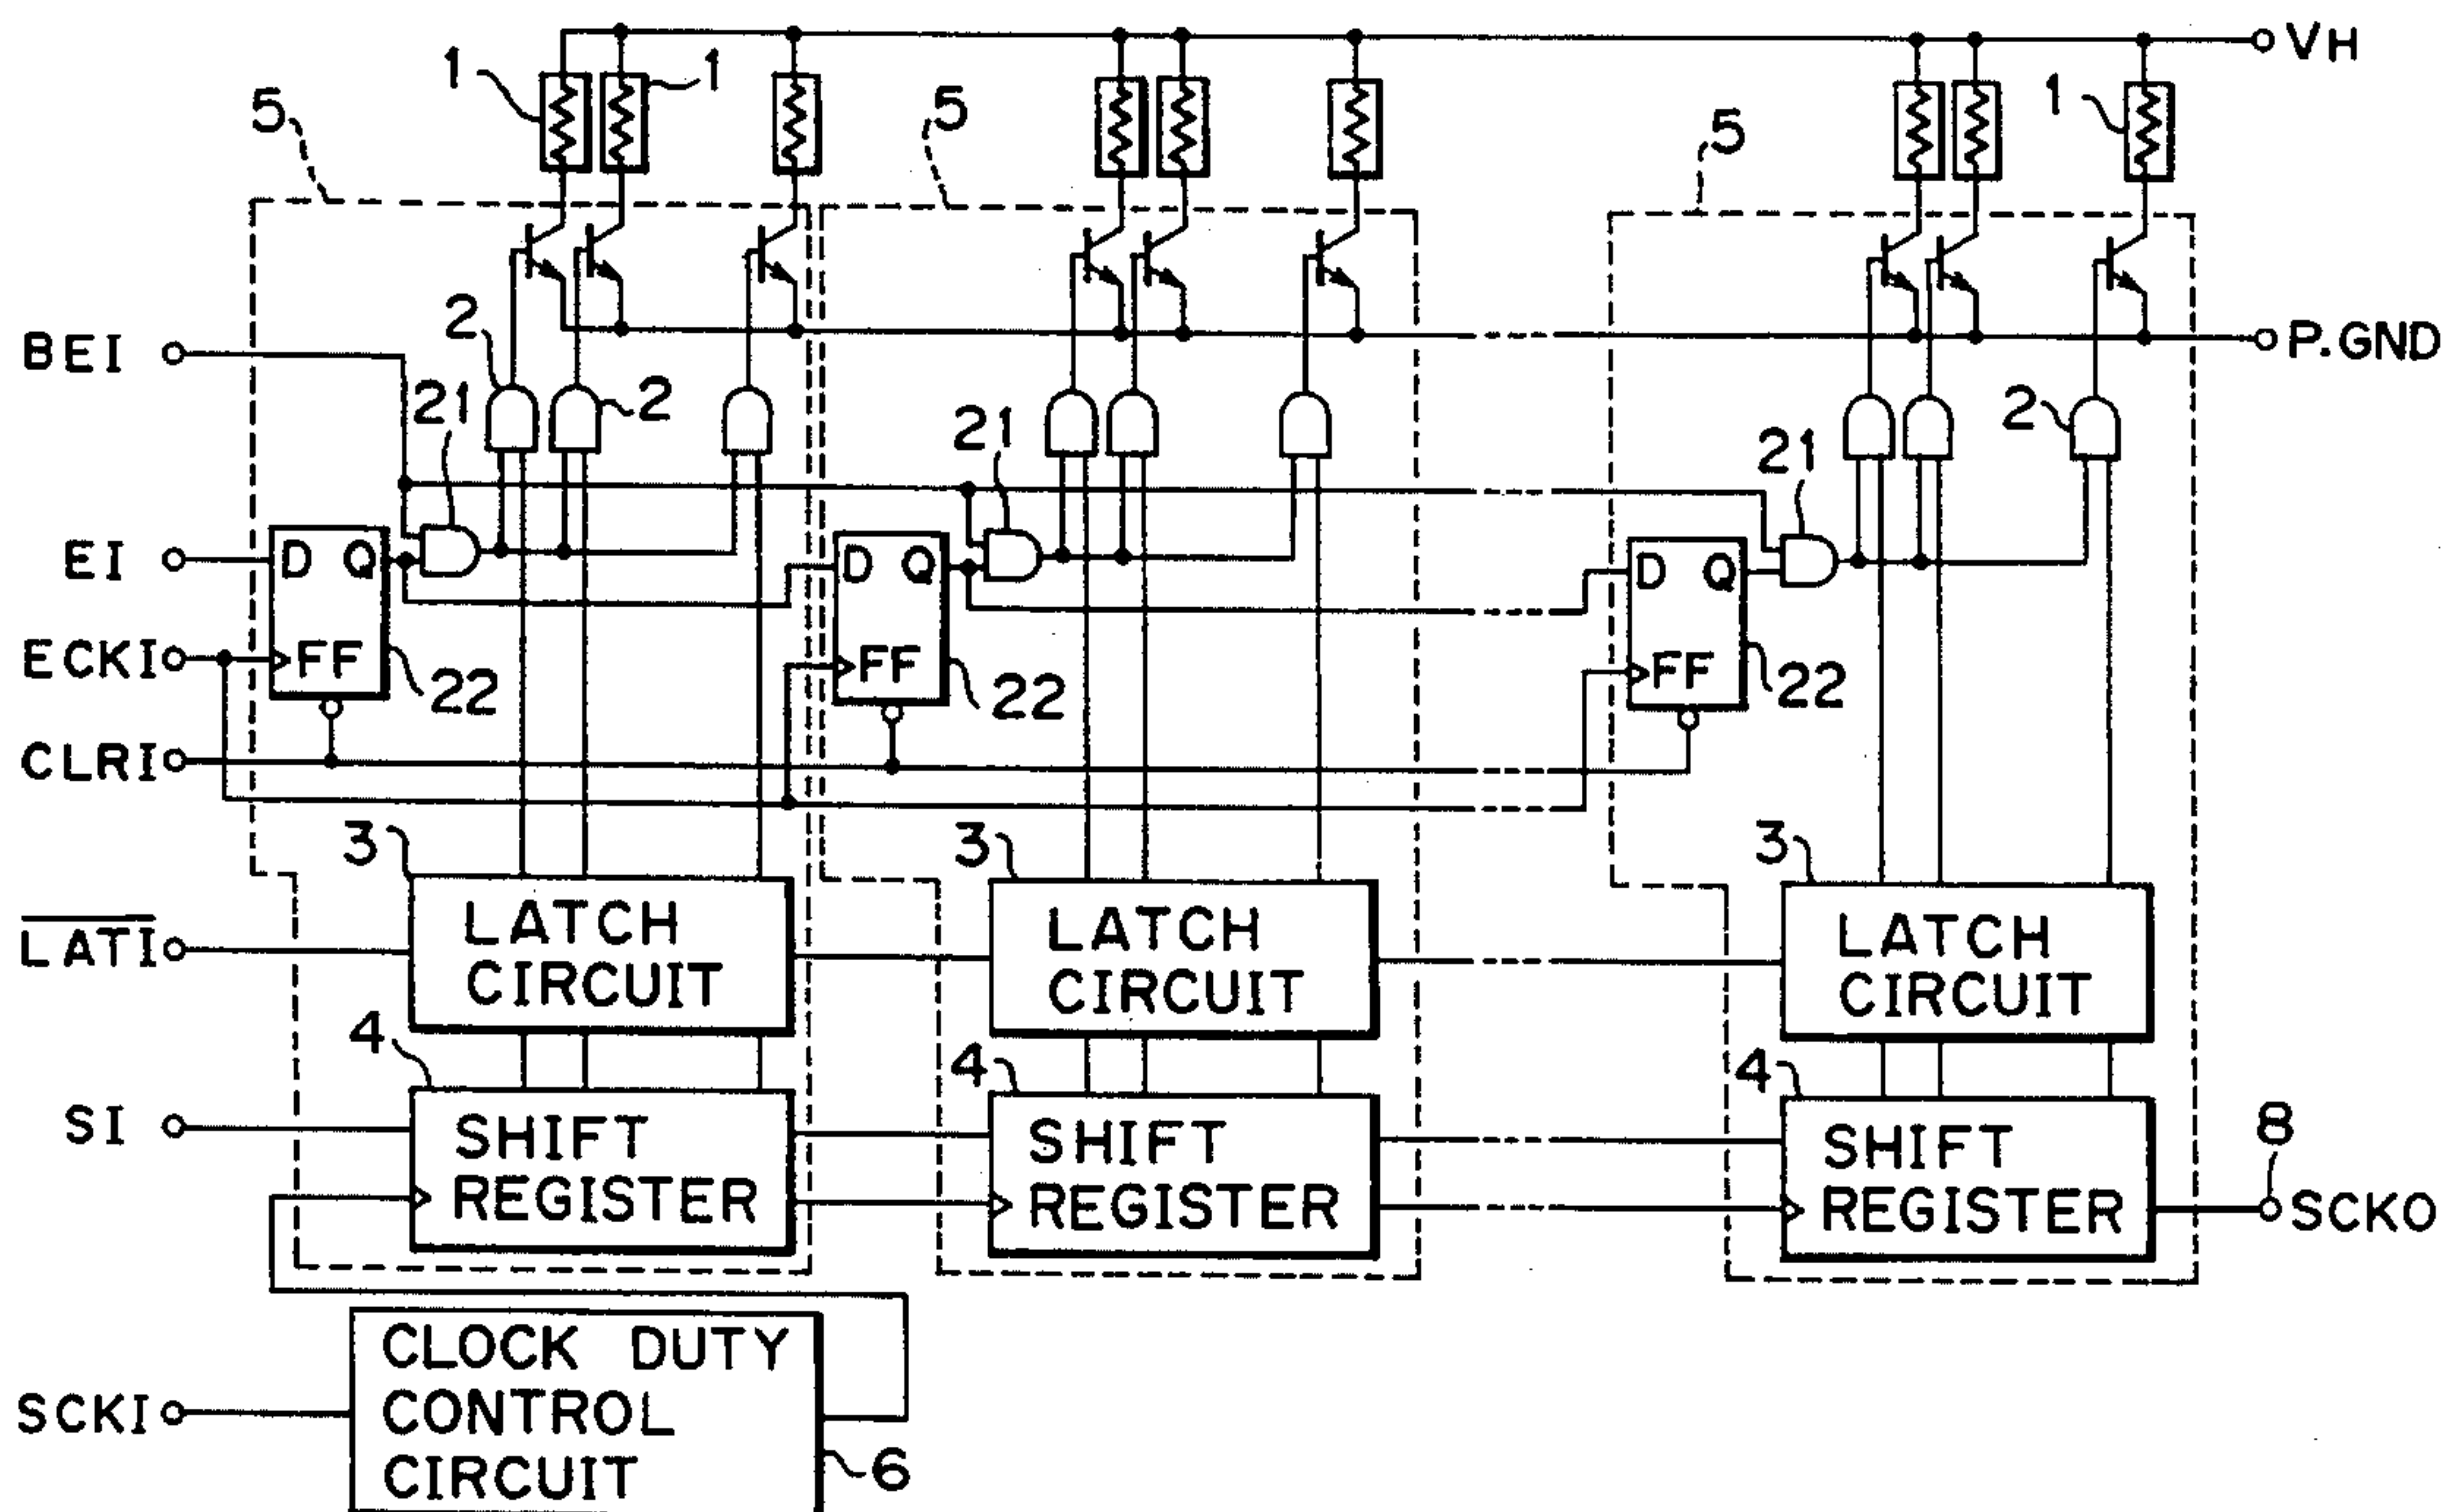 VH
1
1
1
5
5
5
2
BEI
P.GND
21
2
21
2
21
EI
D Q
D Q
D Q
ECKI
FF
FF
FF
22
22
22
CLRI
3
3
3
LATI
LATCH
CIRCUIT
LATCH
CIRCUIT
LATCH
CIRCUIT
4
4
4
SI
SHIFT
REGISTER
SHIFT
REGISTER
SHIFT
REGISTER
8
SCKO
SCKI
CLOCK DUTY
CONTROL
CIRCUIT
6